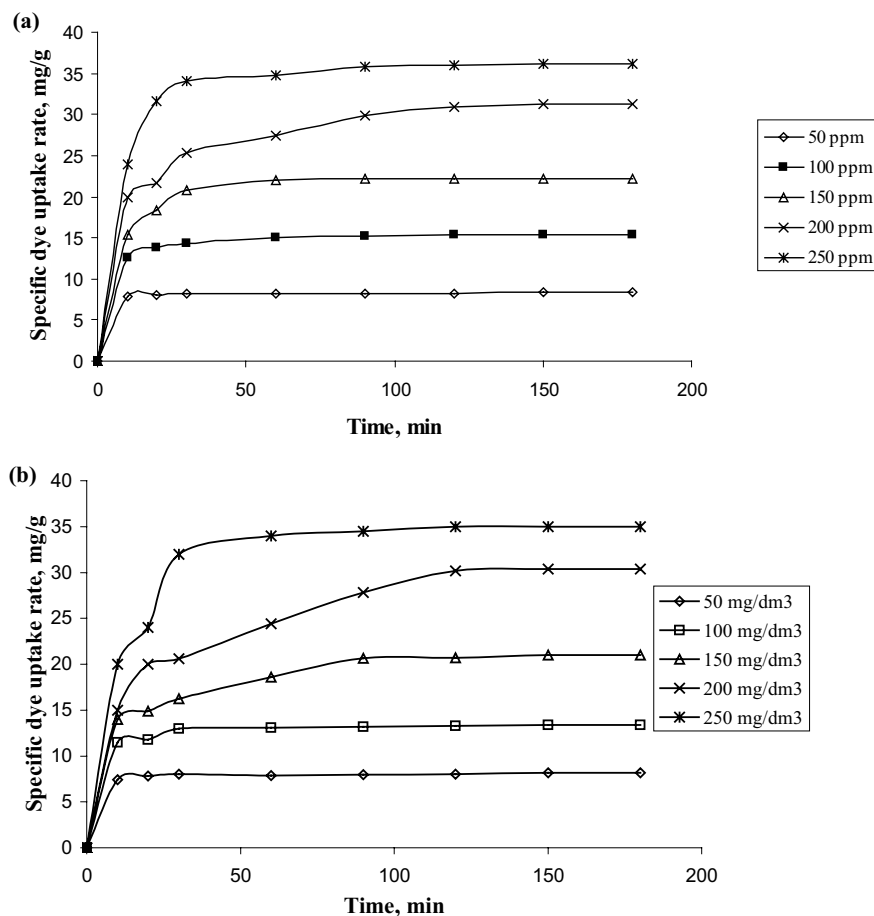 (a)
Specific dye uptake rate, mg/g
40
35
30
25
20
15
10
5
0
0 50 100 150 200
Time, min
50 ppm
100 ppm
150 ppm
200 ppm
250 ppm
(b)
Specific dye uptake rate, mg/g
40
35
30
25
20
15
10
5
0
0 50 100 150 200
Time, min
50 mg/dm3
100 mg/dm3
150 mg/dm3
200 mg/dm3
250 mg/dm3